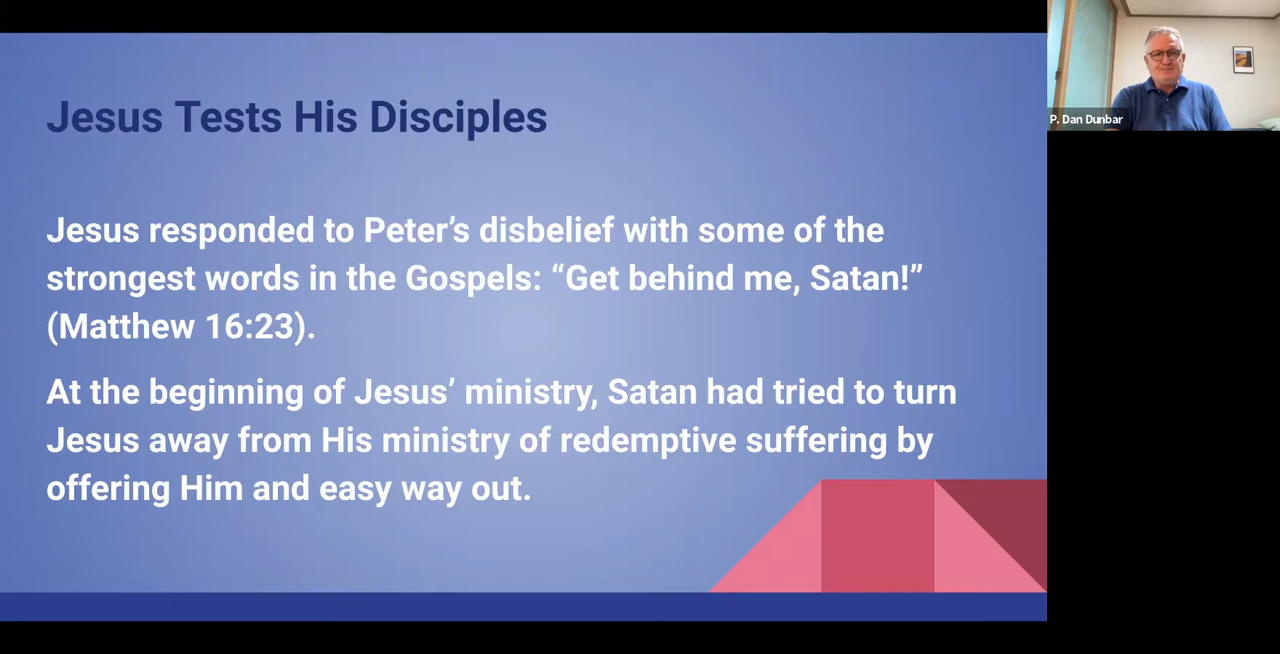 Jesus Tests His Disciples
Jesus responded to Peter’s disbelief with some of the
strongest words in the Gospels: “Get behind me, Satan!”
(Matthew 16:23).
At the beginning of Jesus’ ministry, Satan had tried to turn
Jesus away from His ministry of redemptive suffering by
offering Him and easy way out.
P. Dan Dunbar